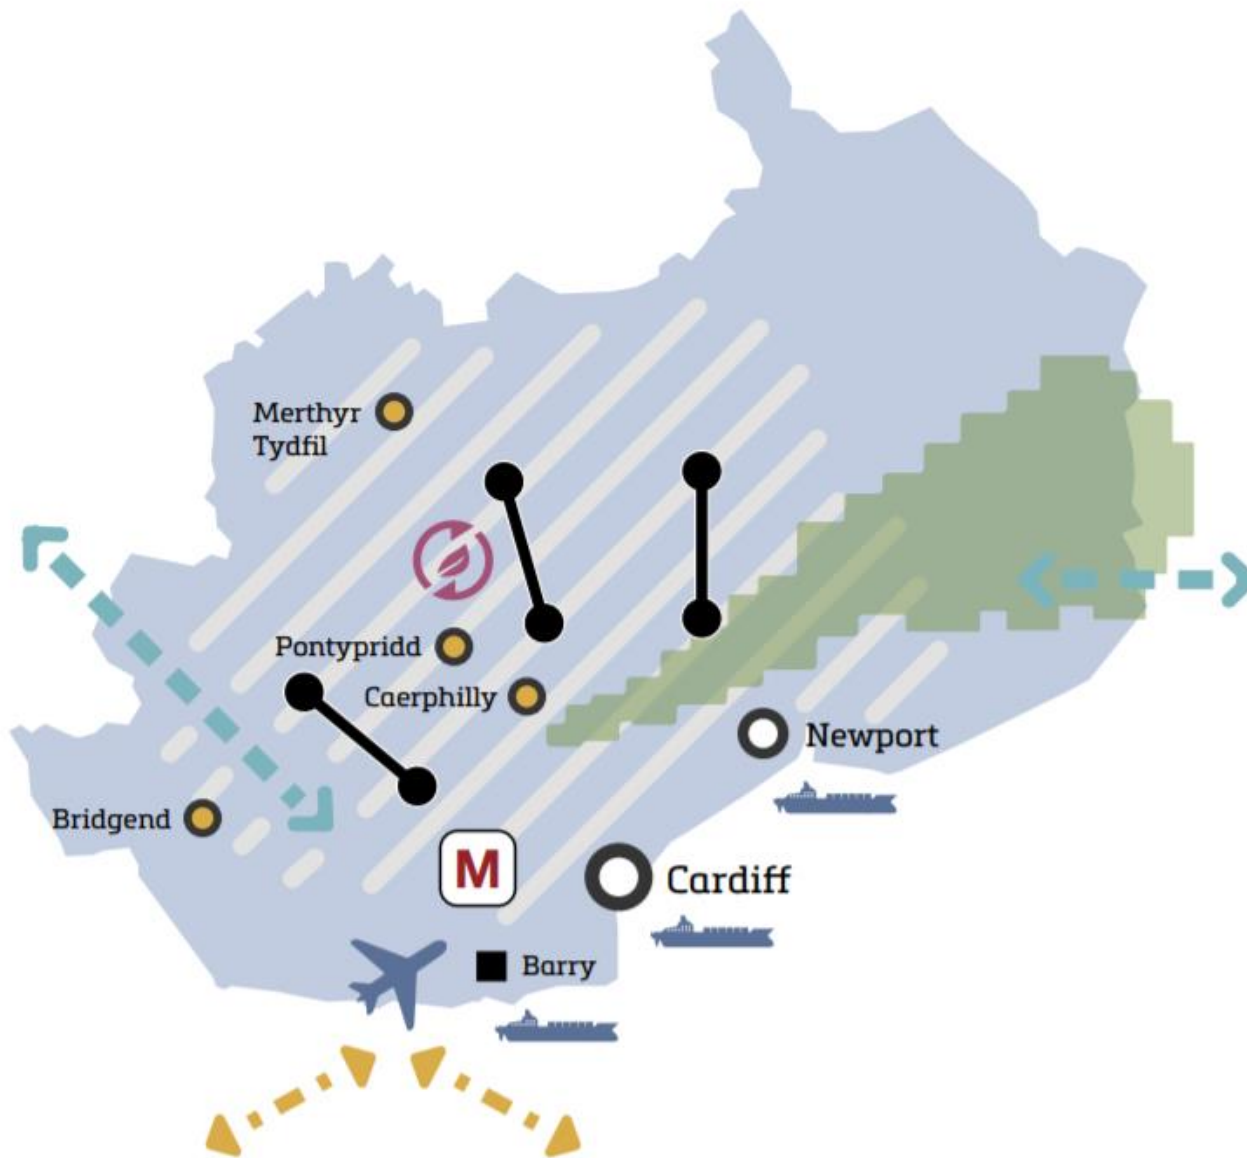 Merthyr
Tydfil
Pontypridd
Caerphilly
Newport
Bridgend
M
Cardiff
Barry